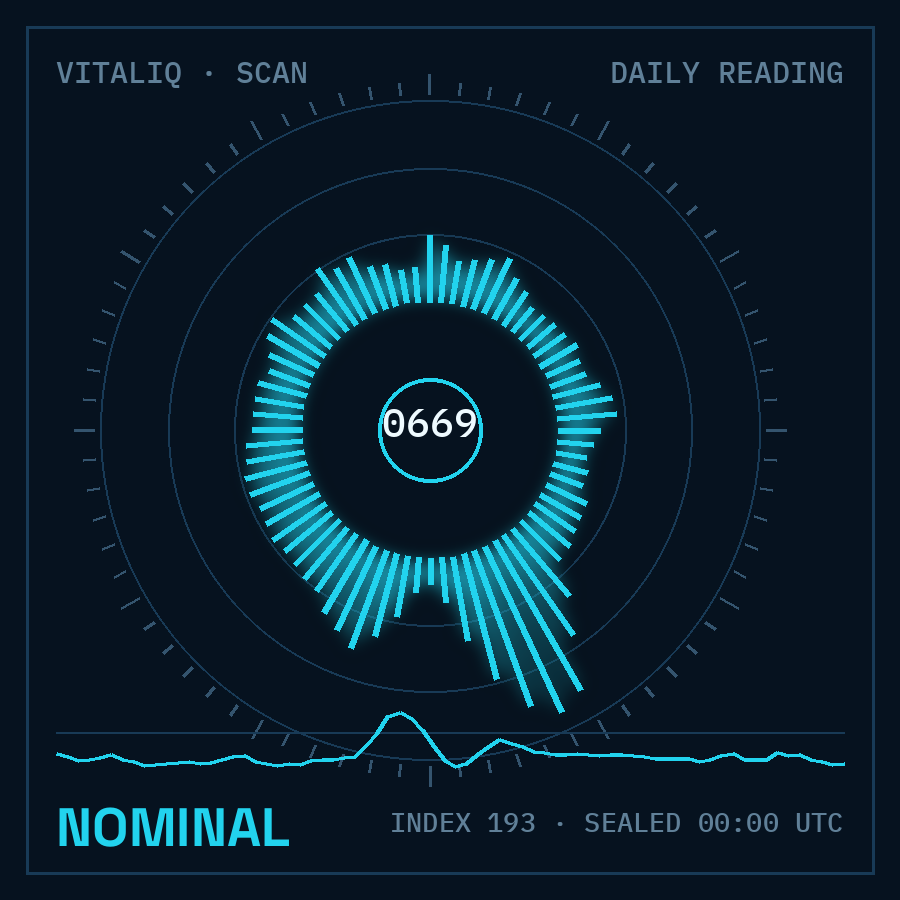 VITALIQ · SCAN
DAILY READING
0669
NOMINAL
INDEX 193 · SEALED 00:00 UTC